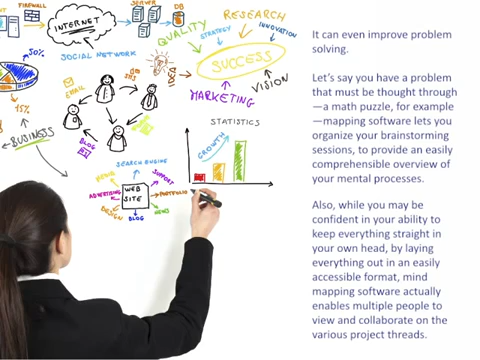 FIREWALL
SERVER
DB
INTERNET
RESEARCH
QUALITY
STRATEGY
INNOVATION
50%
SOCIAL NETWORK
SUCCESS
VISION
EMAIL
MARKETING
15%
BUSINESS
BLOG
STATISTICS
GROWTH
SEARCH ENGINE
SUPPORT
ADVERTISING
WEB
SITE
PORTFOLIO
DESIGN
BLOG
NEWS
It can even improve problem
solving.
Let's say you have a problem
that must be thought through
—a math puzzle, for example
—mapping software lets you
organize your brainstorming
sessions, to provide an easily
comprehensible overview of
your mental processes.
Also, while you may be
confident in your ability to
keep everything straight in
your own head, by laying
everything out in an easily
accessible format, mind
mapping software actually
enables multiple people to
view and collaborate on the
various project threads.